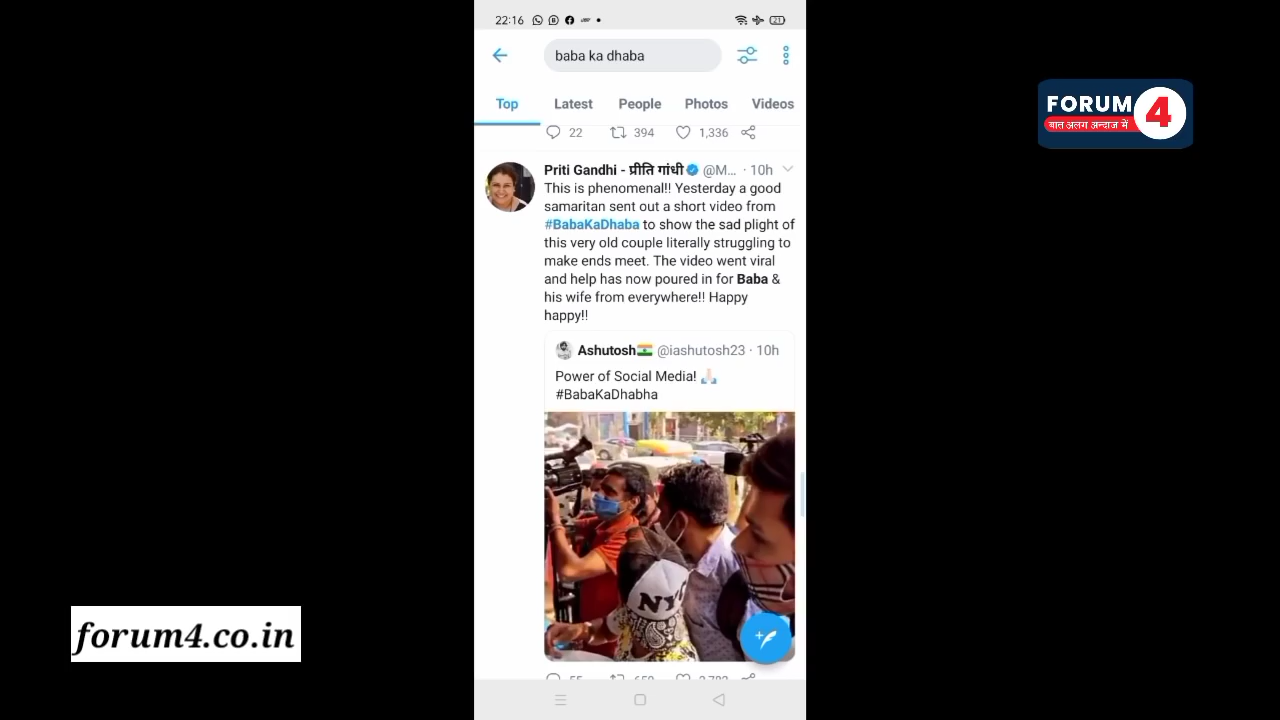 22:16
21
baba ka dhaba
Top Latest People Photos Videos
22 394 1,336
Priti Gandhi - प्रीति गांधी @M... · 10h
This is phenomenal!! Yesterday a good
samaritan sent out a short video from
#BabaKaDhaba to show the sad plight of
this very old couple literally struggling to
make ends meet. The video went viral
and help has now poured in for Baba &
his wife from everywhere!! Happy
happy!!
Ashutosh @iashutosh23 · 10h
Power of Social Media!
#BabaKaDhabha
NY
FORUM 4
बात अलग अन्दाज में
forum4.co.in